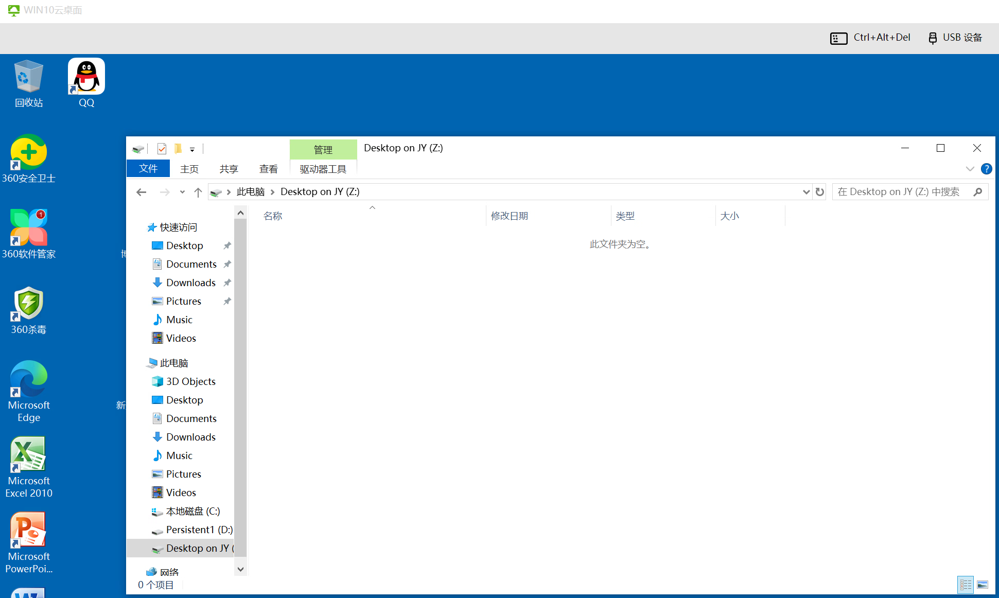 WIN10云桌面
Ctrl+Alt+Del
USB 设备
回收站
QQ
360安全卫士
1
360软件管家
博
360杀毒
Microsoft
Edge
新
Microsoft
Excel 2010
Microsoft
PowerPoi...
管理
Desktop on JY (Z:)
文件
主页
共享
查看
驱动器工具
此电脑
Desktop on JY (Z:)
在 Desktop on JY (Z:) 中搜索
名称
修改日期
类型
大小
此文件夹为空。
快速访问
Desktop
Documents
Downloads
Pictures
Music
Videos
此电脑
3D Objects
Desktop
Documents
Downloads
Music
Pictures
Videos
本地磁盘 (C:)
Persistent1 (D:)
Desktop on JY (
网络
0 个项目